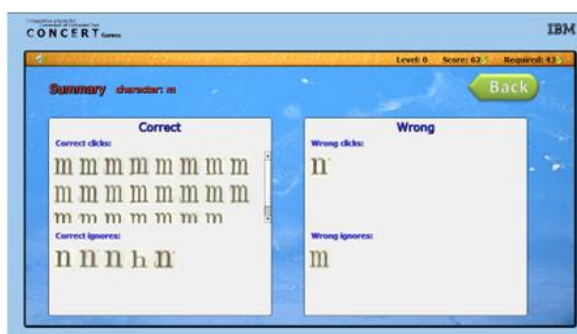 CONCERT Games
IBM
Level: 0 Score: 62 Required: 43
Summary character: m
Back
Correct
Correct clicks:
m m m m m m m m
m m m m m m m m
m m m m m m m
Correct ignores:
n n n h n
Wrong
Wrong clicks:
n
Wrong ignores:
m